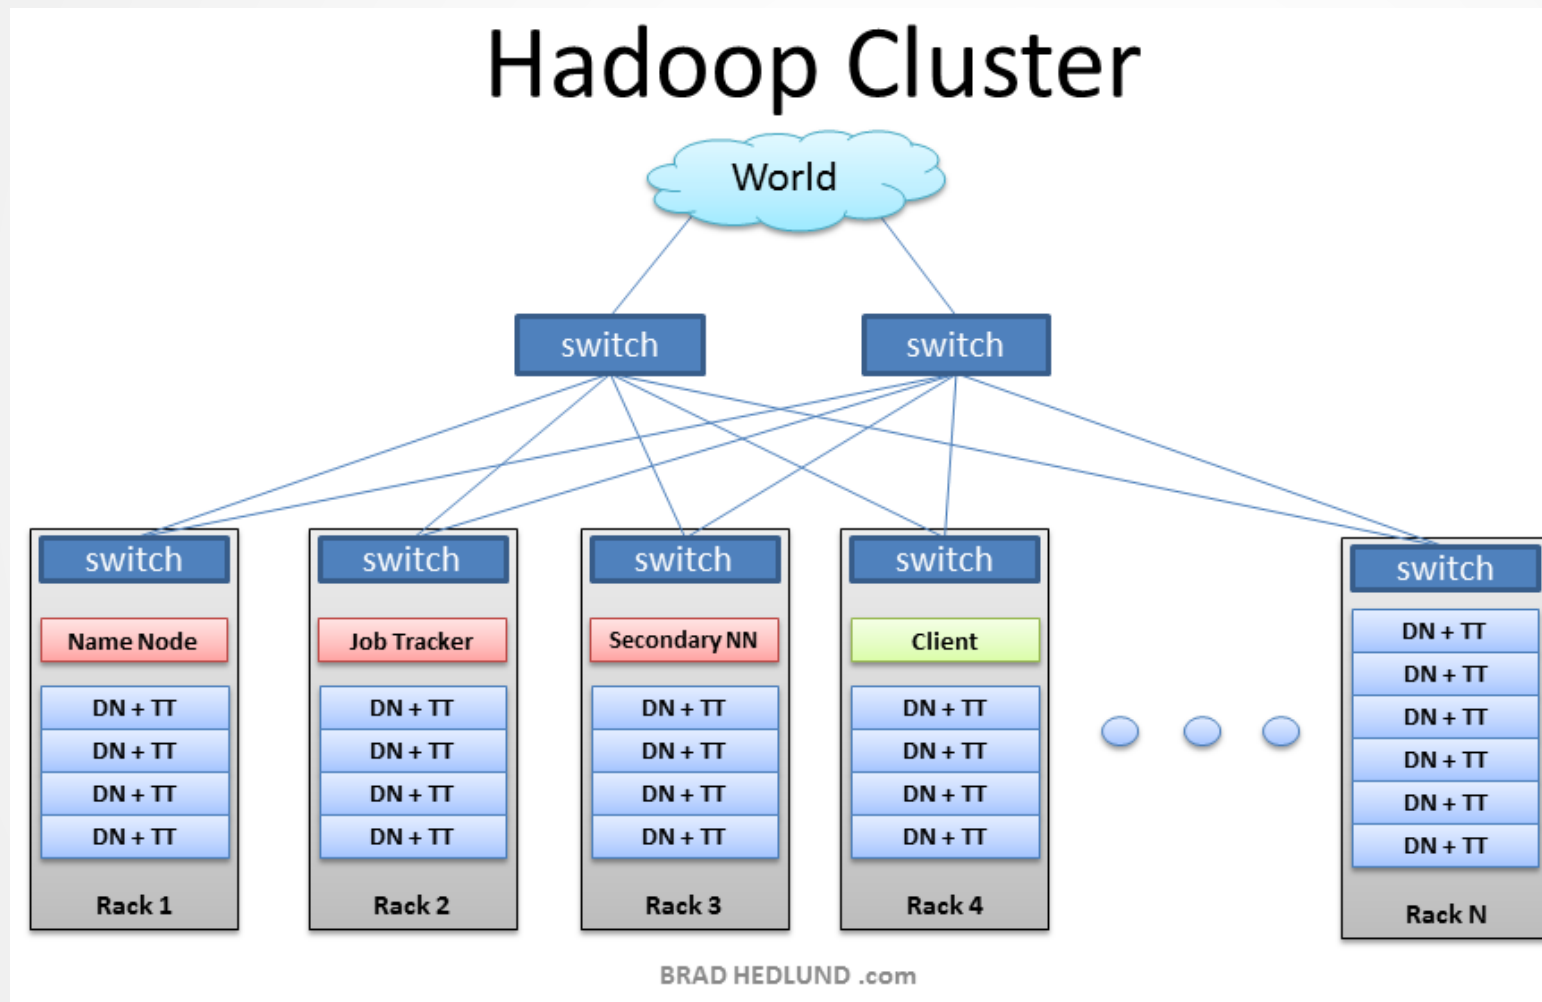 Hadoop Cluster
World
switch
switch
switch
Name Node
DN + TT
DN + TT
DN + TT
DN + TT
Rack 1
switch
Job Tracker
DN + TT
DN + TT
DN + TT
DN + TT
Rack 2
switch
Secondary NN
DN + TT
DN + TT
DN + TT
DN + TT
Rack 3
switch
Client
DN + TT
DN + TT
DN + TT
DN + TT
Rack 4
switch
DN + TT
DN + TT
DN + TT
DN + TT
DN + TT
DN + TT
Rack N
BRAD HEDLUND .com